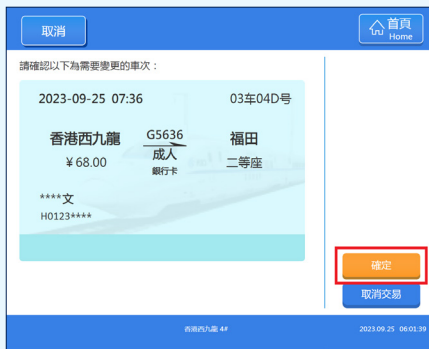 取消
首頁
Home
請確認以下為需要變更的車次：
2023-09-25 07:36
03车04D号
香港西九龍
G5636
福田
￥68.00
成人
二等座
銀行卡
****文
H0123****
確定
取消交易
香港西九龍 4#
2023.09.25 06:01:39